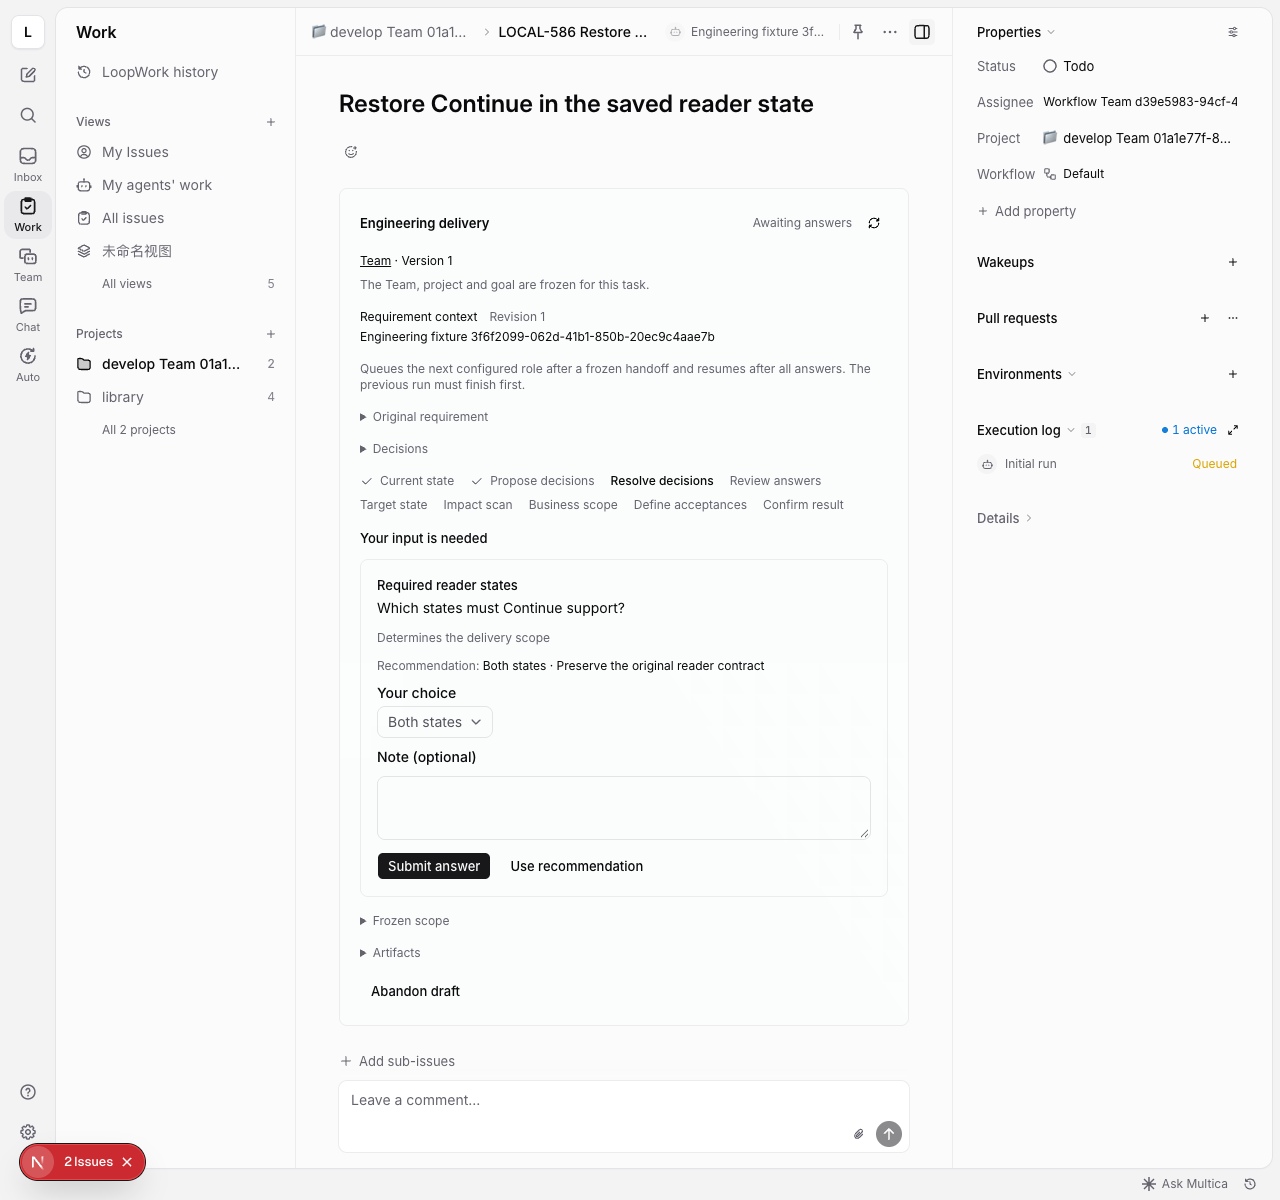 L
Inbox
Work
Team
Chat
Auto
Work
LoopWork history
Views
My Issues
My agents' work
All issues
未命名视图
All views 5
Projects
develop Team 01a1... 2
library 4
All 2 projects
develop Team 01a1... LOCAL-586 Restore ... Engineering fixture 3f...
Restore Continue in the saved reader state
Engineering delivery Awaiting answers
Team · Version 1
The Team, project and goal are frozen for this task.
Requirement context Revision 1
Engineering fixture 3f6f2099-062d-41b1-850b-20ec9c4aae7b
Queues the next configured role after a frozen handoff and resumes after all answers. The
previous run must finish first.
Original requirement
Decisions
Current state Propose decisions Resolve decisions Review answers
Target state Impact scan Business scope Define acceptances Confirm result
Your input is needed
Required reader states
Which states must Continue support?
Determines the delivery scope
Recommendation: Both states · Preserve the original reader contract
Your choice
Both states
Note (optional)
Submit answer Use recommendation
Frozen scope
Artifacts
Abandon draft
Add sub-issues
Leave a comment...
Properties
Status Todo
Assignee Workflow Team d39e5983-94cf-4
Project develop Team 01a1e77f-8...
Workflow Default
Add property
Wakeups
Pull requests
Environments
Execution log 1 1 active
Initial run Queued
Details
N 2 Issues
Ask Multica